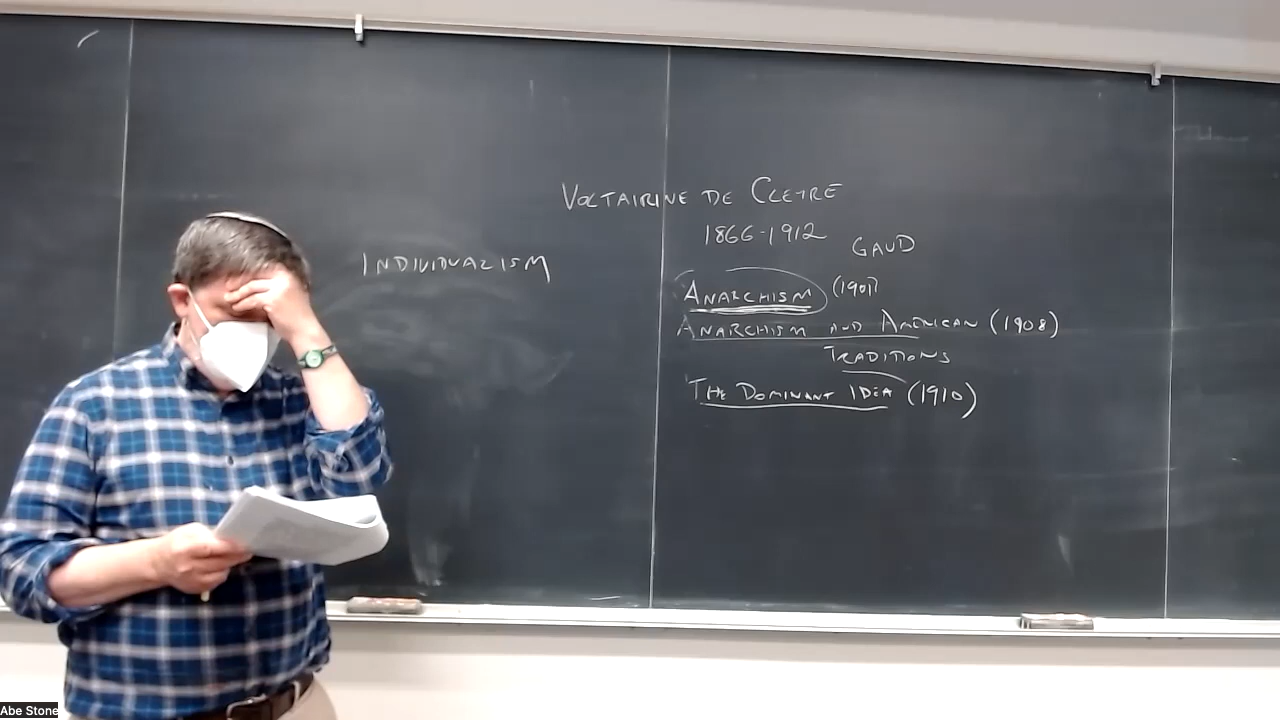 VOLTAIRINE DE CLEYRE
1866-1912
GAUD
INDIVIDUALISM
ANARCHISM (1901)
ANARCHISM AND AMERICAN (1908)
TRADITIONS
THE DOMINANT IDEA (1910)
Abe Stone